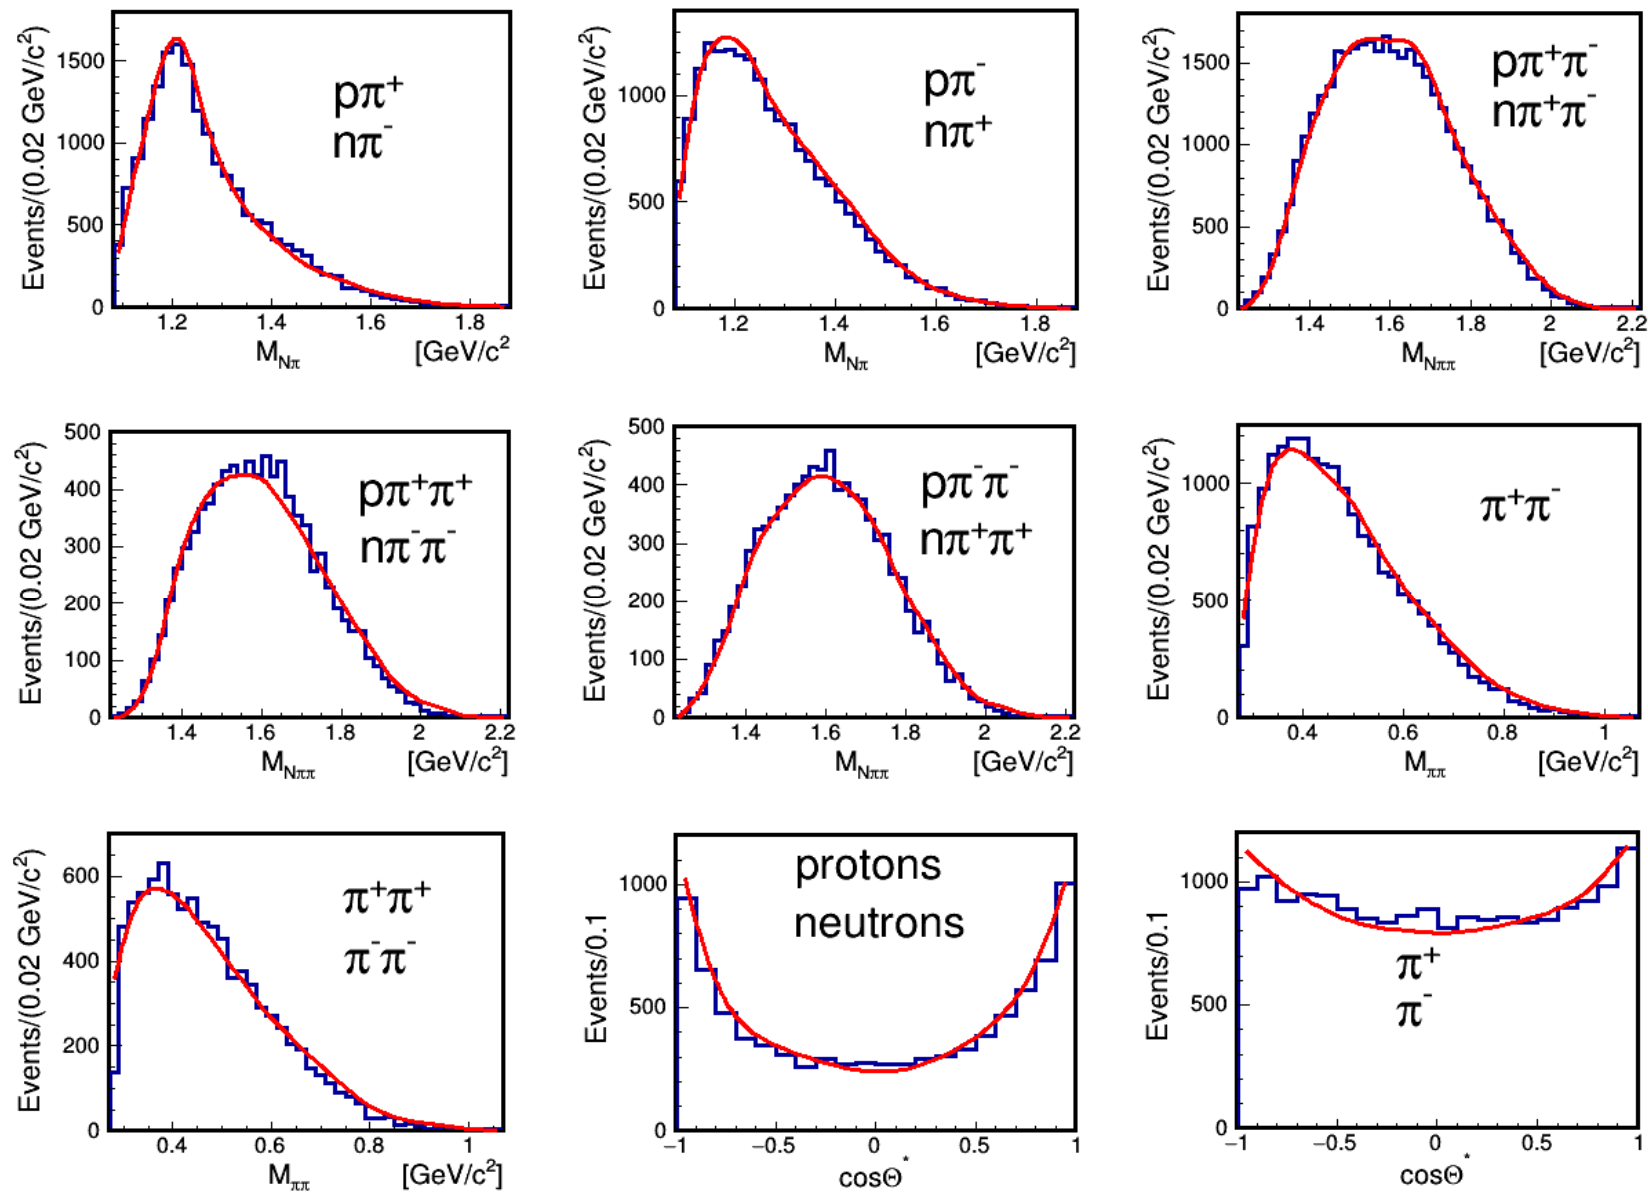 Events/(0.02 GeV/c²)
1500
1000
500
0
pπ⁺
nπ⁻
1.2 1.4 1.6 1.8
M_Nπ [GeV/c²
Events/(0.02 GeV/c²)
1000
500
0
pπ⁻
nπ⁺
1.2 1.4 1.6 1.8
M_Nπ [GeV/c²]
Events/(0.02 GeV/c²)
1500
1000
500
0
pπ⁺π⁻
nπ⁺π⁻
1.4 1.6 1.8 2 2.2
M_Nππ [GeV/c²]
Events/(0.02 GeV/c²)
500
400
300
200
100
0
pπ⁺π⁺
nπ⁻π⁻
1.4 1.6 1.8 2 2.2
M_Nππ [GeV/c²]
Events/(0.02 GeV/c²)
500
400
300
200
100
0
pπ⁻π⁻
nπ⁺π⁺
1.4 1.6 1.8 2 2.2
M_Nππ [GeV/c²]
Events/(0.02 GeV/c²)
1000
500
0
π⁺π⁻
0.4 0.6 0.8 1
M_ππ [GeV/c²]
Events/(0.02 GeV/c²)
600
400
200
0
π⁺π⁺
π⁻π⁻
0.4 0.6 0.8 1
M_ππ [GeV/c²]
Events/0.1
1000
500
0
protons
neutrons
−1 −0.5 0 0.5 1
cosΘ*
Events/0.1
1000
500
0
π⁺
π⁻
−1 −0.5 0 0.5 1
cosΘ*